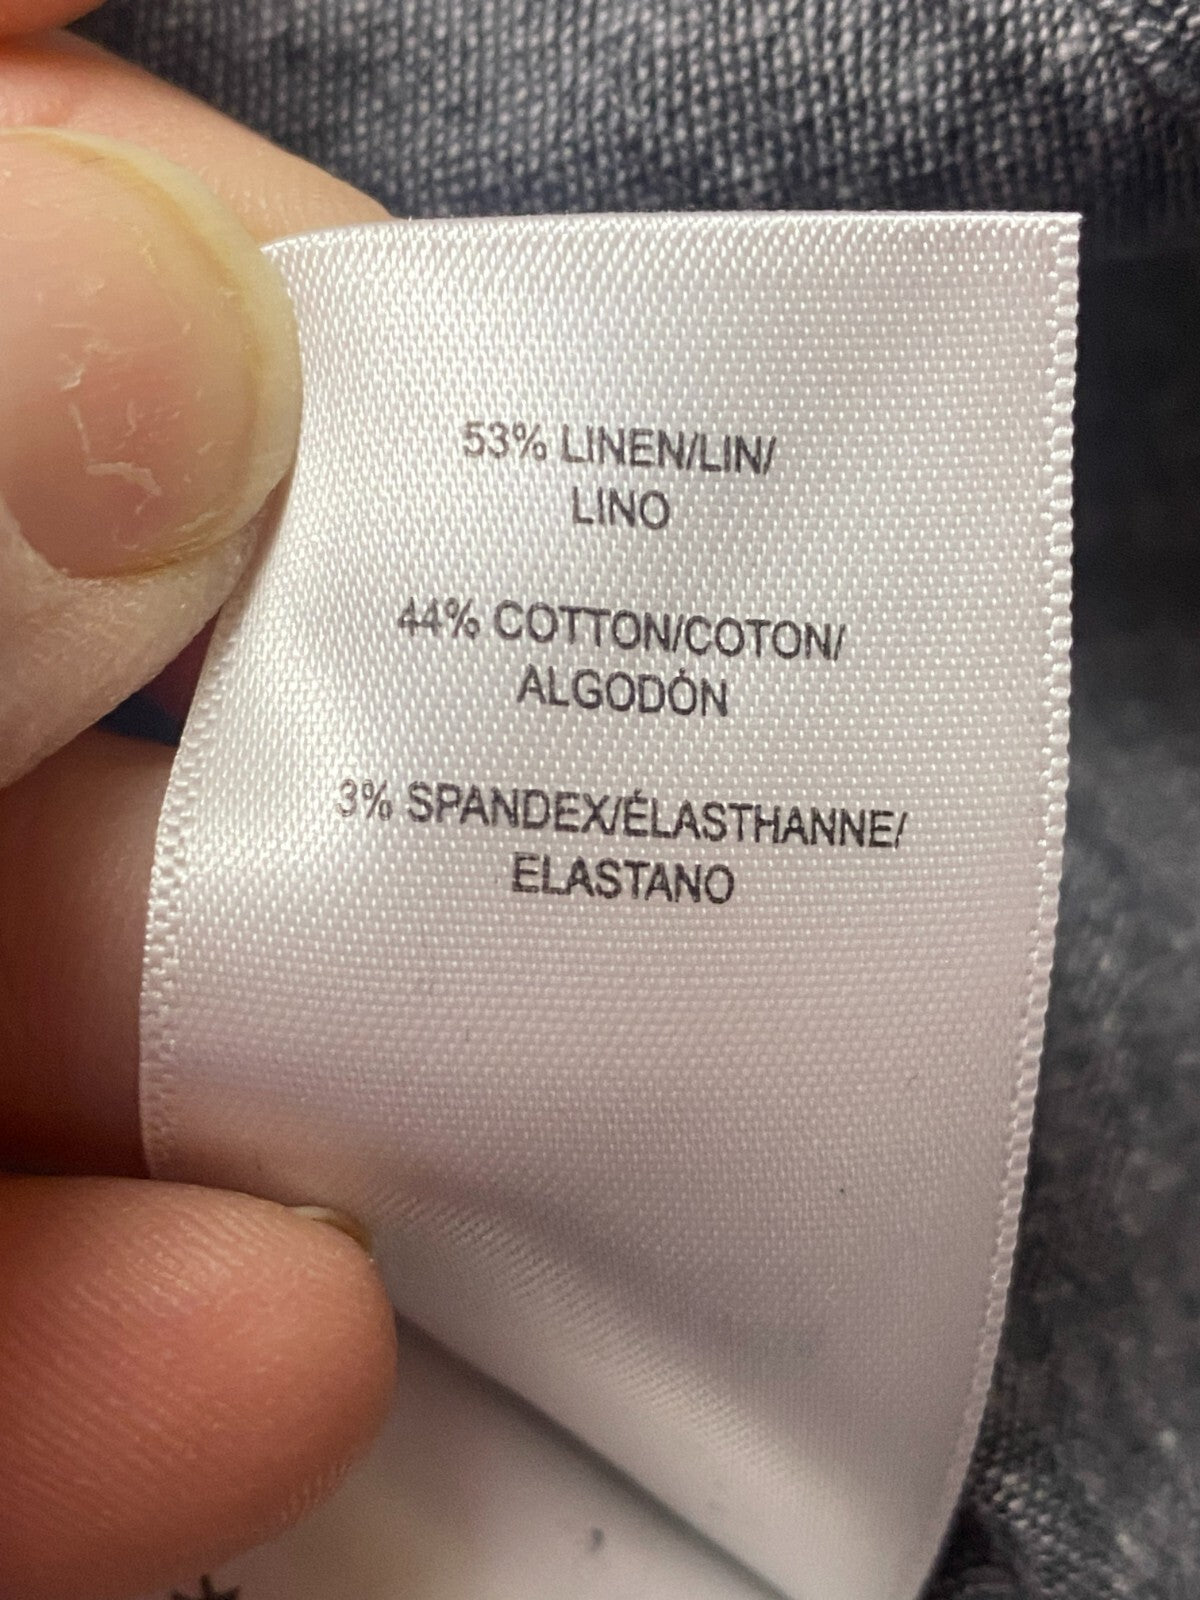 53% LINEN/LIN/
LINO
44% COTTON/COTON/
ALGODÓN
3% SPANDEX/ÉLASTHANNE/
ELASTANO